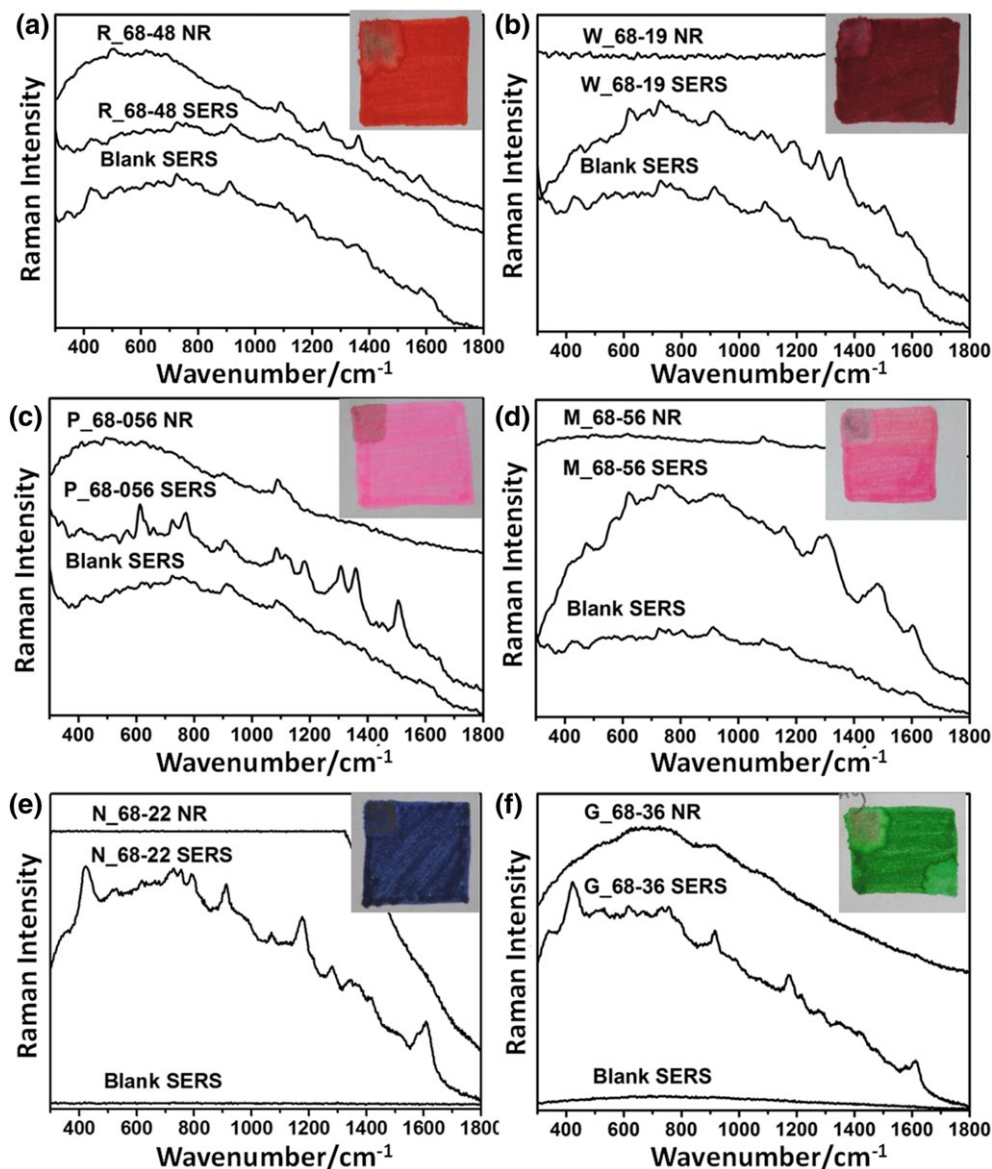 (a)
R_68-48 NR
R_68-48 SERS
Blank SERS
Raman Intensity
400 600 800 1000 1200 1400 1600 1800
Wavenumber/cm-1
(b)
W_68-19 NR
W_68-19 SERS
Blank SERS
Raman Intensity
400 600 800 1000 1200 1400 1600 1800
Wavenumber/cm-1
(c)
P_68-056 NR
P_68-056 SERS
Blank SERS
Raman Intensity
400 600 800 1000 1200 1400 1600 1800
Wavenumber/cm-1
(d)
M_68-56 NR
M_68-56 SERS
Blank SERS
Raman Intensity
400 600 800 1000 1200 1400 1600 1800
Wavenumber/cm-1
(e)
N_68-22 NR
N_68-22 SERS
Blank SERS
Raman Intensity
400 600 800 1000 1200 1400 1600 1800
Wavenumber/cm-1
(f)
G_68-36 NR
G_68-36 SERS
Blank SERS
Raman Intensity
400 600 800 1000 1200 1400 1600 1800
Wavenumber/cm-1